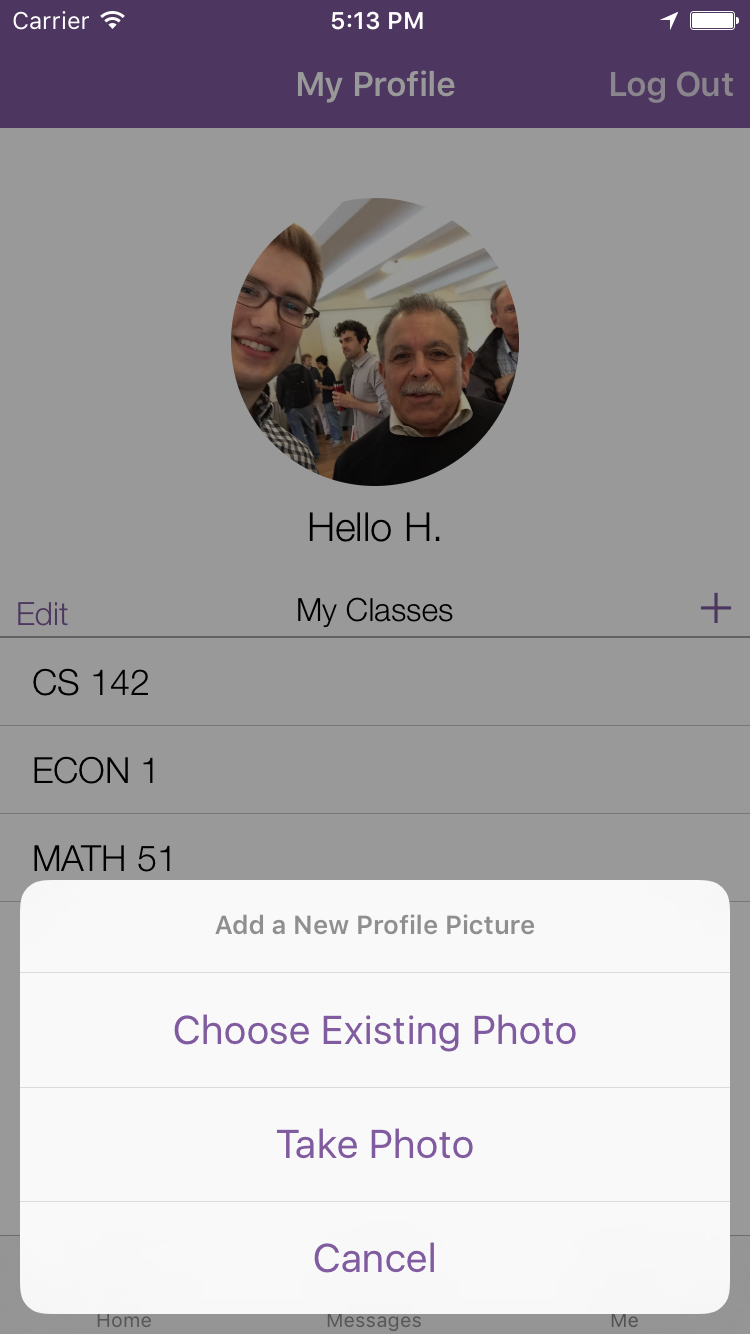 Carrier 5:13 PM
My Profile Log Out
Hello H.
Edit My Classes +
CS 142
ECON 1
MATH 51
Add a New Profile Picture
Choose Existing Photo
Take Photo
Cancel
Home Messages Me